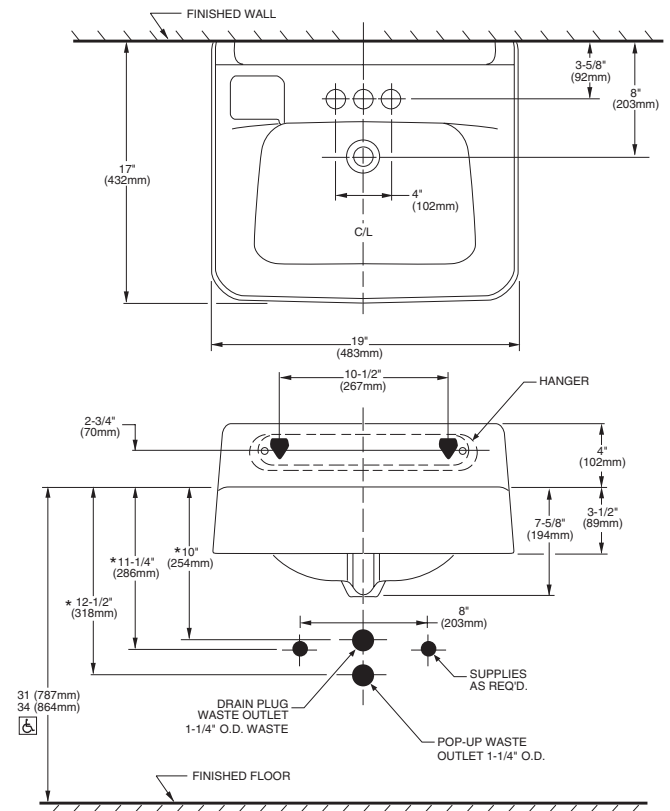 FINISHED WALL
3-5/8"
(92mm)
8"
(203mm)
17"
(432mm)
4"
(102mm)
C/L
19"
(483mm)
10-1/2"
(267mm)
HANGER
2-3/4"
(70mm)
4"
(102mm)
3-1/2"
(89mm)
7-5/8"
(194mm)
*10"
(254mm)
*11-1/4"
(286mm)
* 12-1/2"
(318mm)
8"
(203mm)
31 (787mm)
34 (864mm)
DRAIN PLUG
WASTE OUTLET
1-1/4" O.D. WASTE
SUPPLIES
AS REQ'D.
POP-UP WASTE
OUTLET 1-1/4" O.D.
FINISHED FLOOR